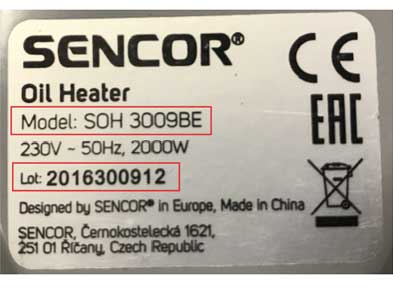 SENCOR®
CE
Oil Heater
EAC
Model: SOH 3009BE
230V ~ 50Hz, 2000W
Lot: 2016300912
Designed by SENCOR® in Europe, Made in China
SENCOR, Černokostelecká 1621,
251 01 Říčany, Czech Republic